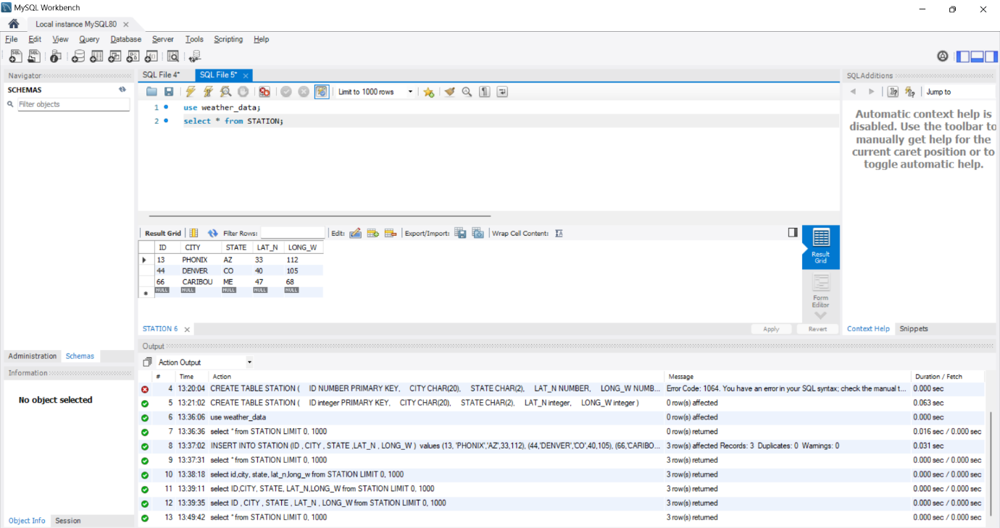 MySQL Workbench
Local instance MySQL80
File Edit View Query Database Server Tools Scripting Help
Navigator
SCHEMAS
Filter objects
SQL File 4* SQL File 5*
Limit to 1000 rows
1 use weather_data;
2 select * from STATION;
SQLAdditions
Jump to
Automatic context help is
disabled. Use the toolbar to
manually get help for the
current caret position or to
toggle automatic help.
Result Grid Filter Rows: Edit: Export/Import: Wrap Cell Content:
ID CITY STATE LAT_N LONG_W
13 PHONIX AZ 33 112
44 DENVER CO 40 105
66 CARIBOU ME 47 68
NULL NULL NULL NULL NULL
Result
Grid
Form
Editor
STATION 6 Apply Revert
Context Help Snippets
Administration Schemas
Information
No object selected
Object Info Session
Output
Action Output
# Time Action Message Duration / Fetch
4 13:20:04 CREATE TABLE STATION ( ID NUMBER PRIMARY KEY, CITY CHAR(20), STATE CHAR(2), LAT_N NUMBER, LONG_W NUMB... Error Code: 1064. You have an error in your SQL syntax; check the manual t... 0.000 sec
5 13:21:02 CREATE TABLE STATION ( ID integer PRIMARY KEY, CITY CHAR(20), STATE CHAR(2), LAT_N integer, LONG_W integer ) 0 row(s) affected 0.063 sec
6 13:36:06 use weather_data 0 row(s) affected 0.000 sec
7 13:36:36 select * from STATION LIMIT 0, 1000 0 row(s) returned 0.016 sec / 0.000 sec
8 13:37:02 INSERT INTO STATION (ID , CITY , STATE ,LAT_N , LONG_W ) values (13, 'PHONIX','AZ',33,112), (44,'DENVER','CO',40,105), (66,'CARIBO... 3 row(s) affected Records: 3 Duplicates: 0 Warnings: 0 0.031 sec
9 13:37:31 select * from STATION LIMIT 0, 1000 3 row(s) returned 0.000 sec / 0.000 sec
10 13:38:18 select id,city, state, lat_n,long_w from STATION LIMIT 0, 1000 3 row(s) returned 0.000 sec / 0.000 sec
11 13:39:11 select ID,CITY, STATE, LAT_N,LONG_W from STATION LIMIT 0, 1000 3 row(s) returned 0.000 sec / 0.000 sec
12 13:39:35 select ID , CITY , STATE , LAT_N , LONG_W from STATION LIMIT 0, 1000 3 row(s) returned 0.000 sec / 0.000 sec
13 13:49:42 select * from STATION LIMIT 0, 1000 3 row(s) returned 0.000 sec / 0.000 sec